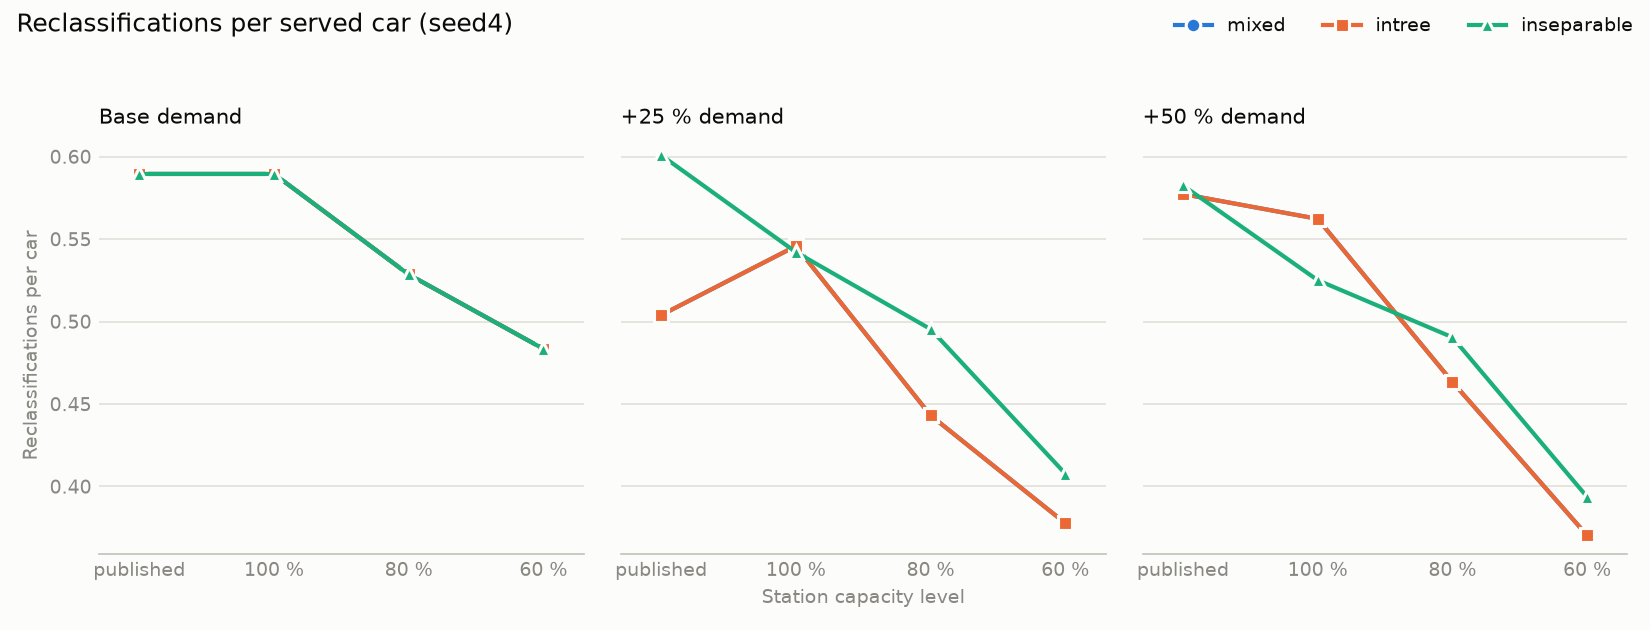 Reclassifications per served car (seed4)
mixed intree inseparable
Base demand
+25 % demand
+50 % demand
Reclassifications per car
0.60
0.55
0.50
0.45
0.40
published 100 % 80 % 60 %
published 100 % 80 % 60 %
published 100 % 80 % 60 %
Station capacity level